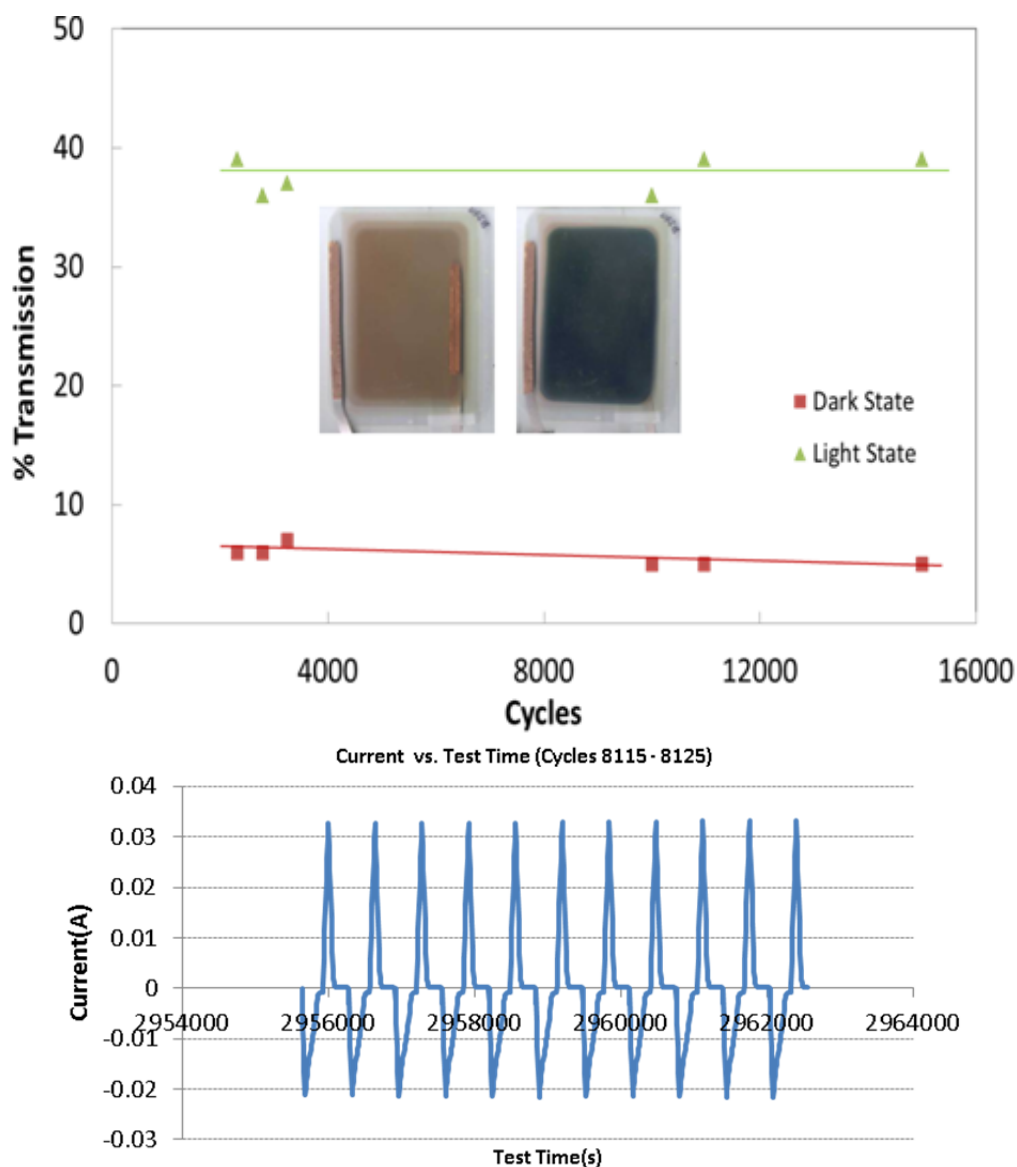 50
40
30
20
10
0
% Transmission
Dark State
Light State
0 4000 8000 12000 16000
Cycles
Current vs. Test Time (Cycles 8115 - 8125)
0.04
0.03
0.02
0.01
0
-0.01
-0.02
-0.03
Current(A)
2954000 2956000 2958000 2960000 2962000 2964000
Test Time(s)